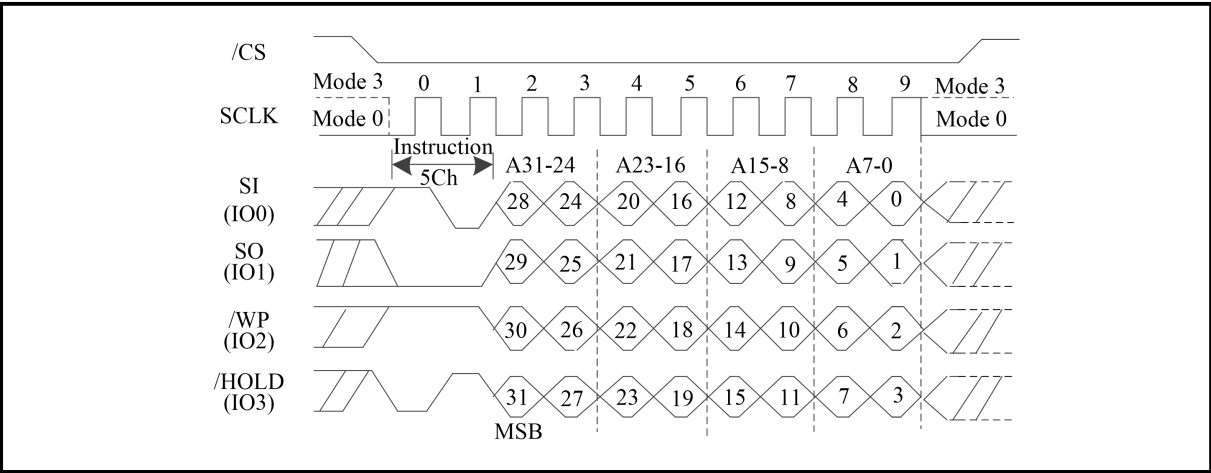 /CS
Mode 3 0 1 2 3 4 5 6 7 8 9 Mode 3
SCLK Mode 0 Mode 0
Instruction
5Ch
A31-24 A23-16 A15-8 A7-0
SI
(IO0)
28 24 20 16 12 8 4 0
SO
(IO1)
29 25 21 17 13 9 5 1
/WP
(IO2)
30 26 22 18 14 10 6 2
/HOLD
(IO3)
31 27 23 19 15 11 7 3
MSB